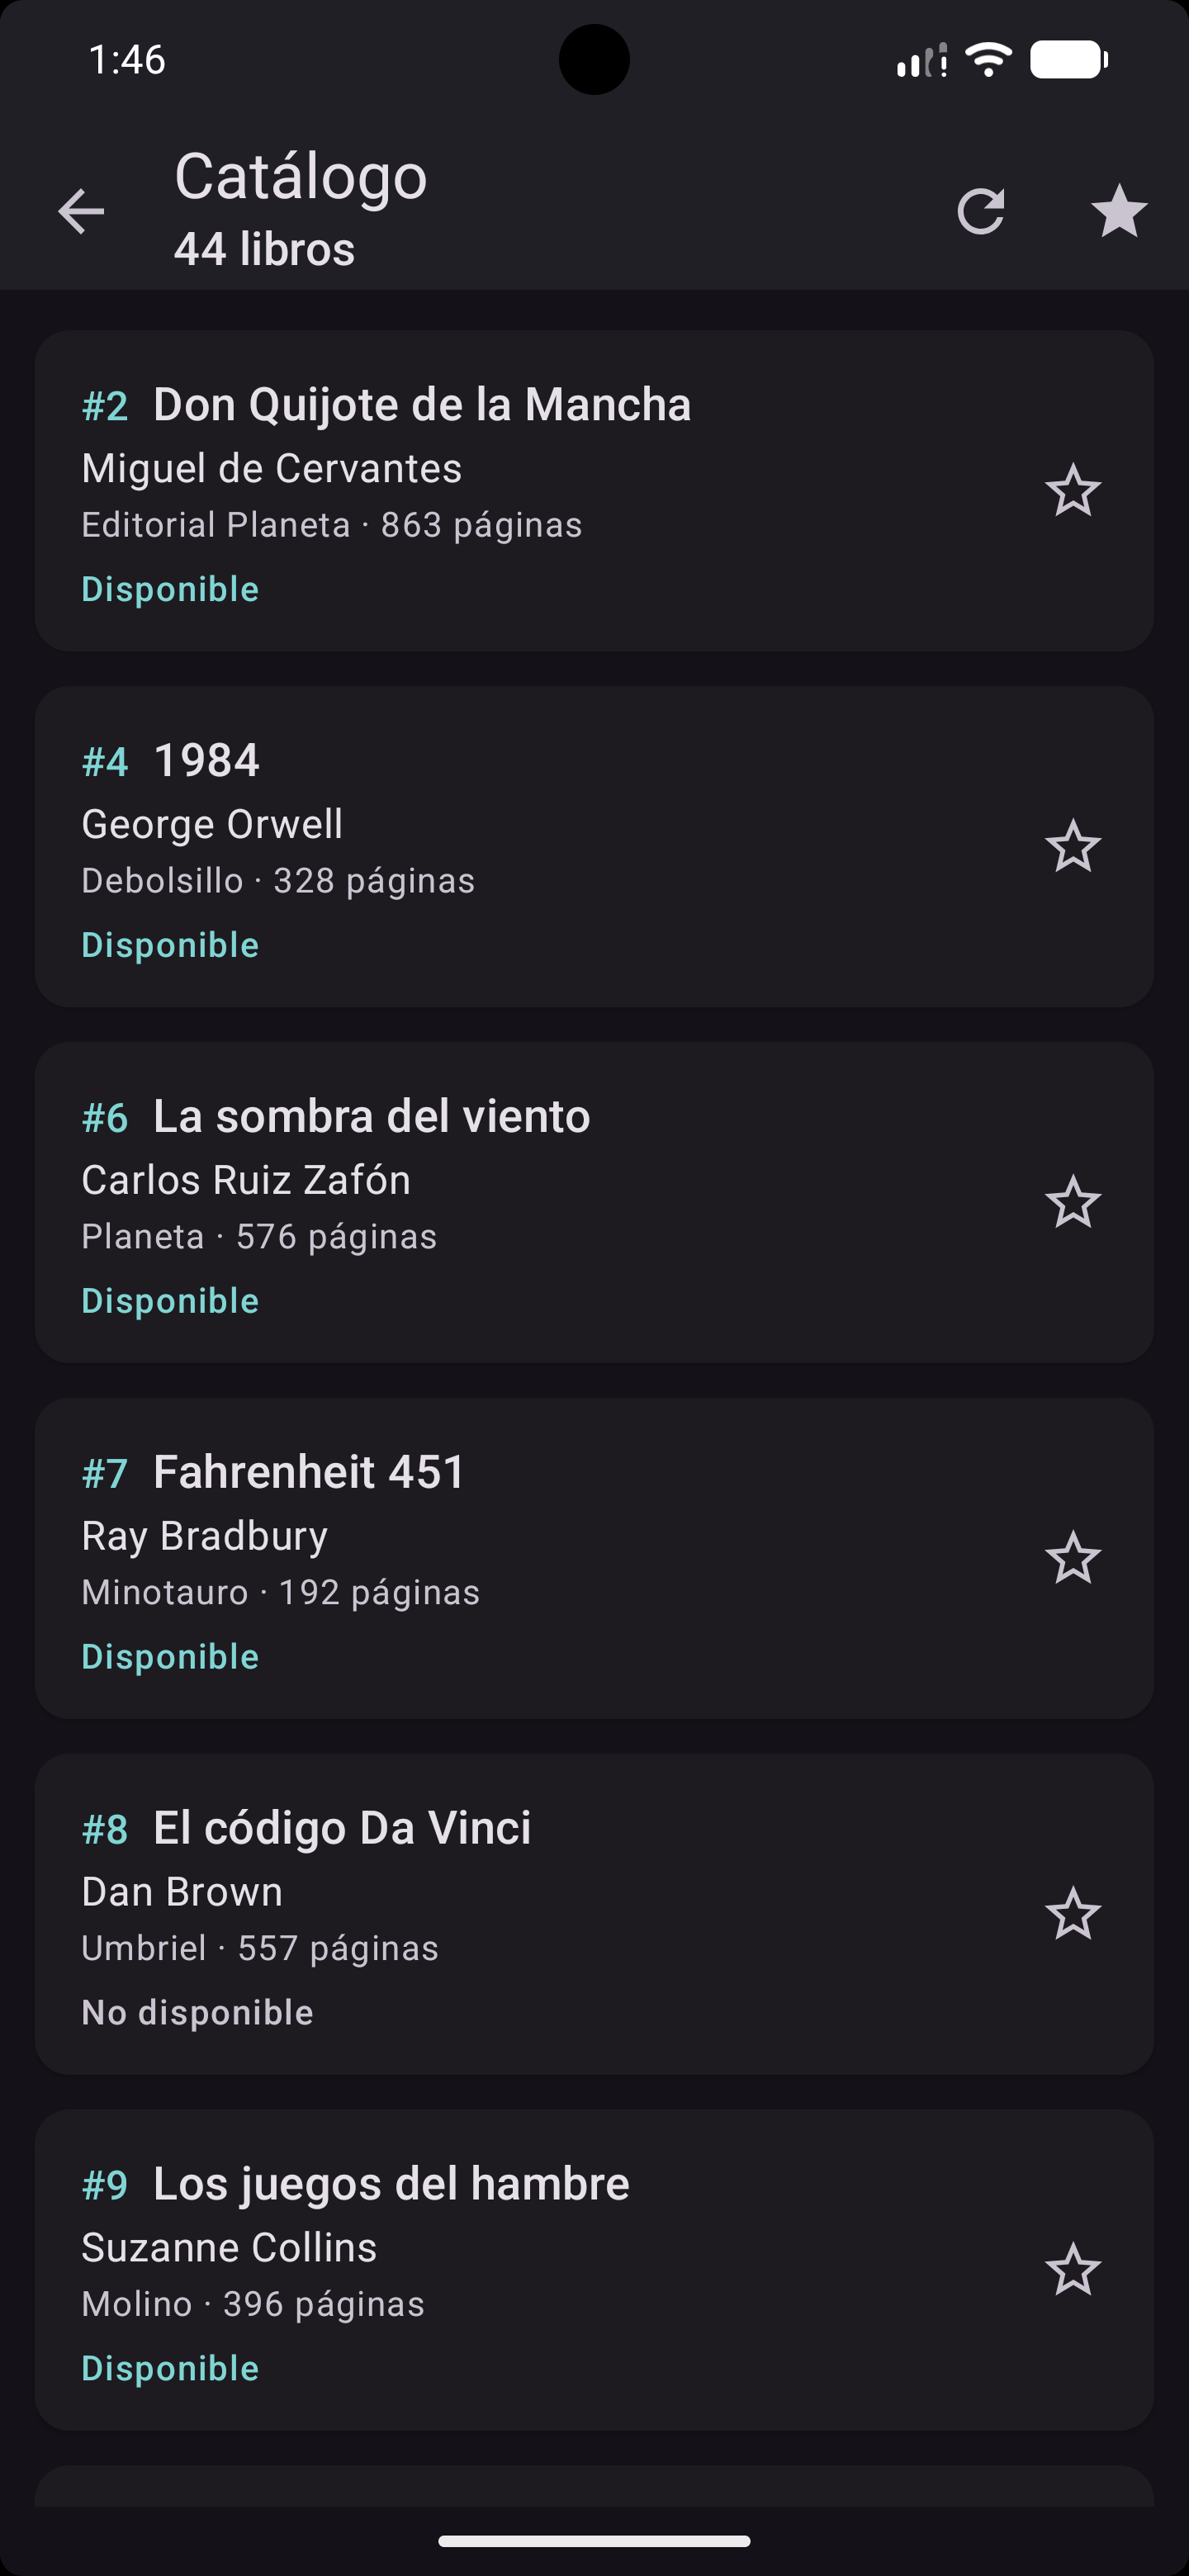 1:46
Catálogo
44 libros
#2 Don Quijote de la Mancha
Miguel de Cervantes
Editorial Planeta · 863 páginas
Disponible
#4 1984
George Orwell
Debolsillo · 328 páginas
Disponible
#6 La sombra del viento
Carlos Ruiz Zafón
Planeta · 576 páginas
Disponible
#7 Fahrenheit 451
Ray Bradbury
Minotauro · 192 páginas
Disponible
#8 El código Da Vinci
Dan Brown
Umbriel · 557 páginas
No disponible
#9 Los juegos del hambre
Suzanne Collins
Molino · 396 páginas
Disponible